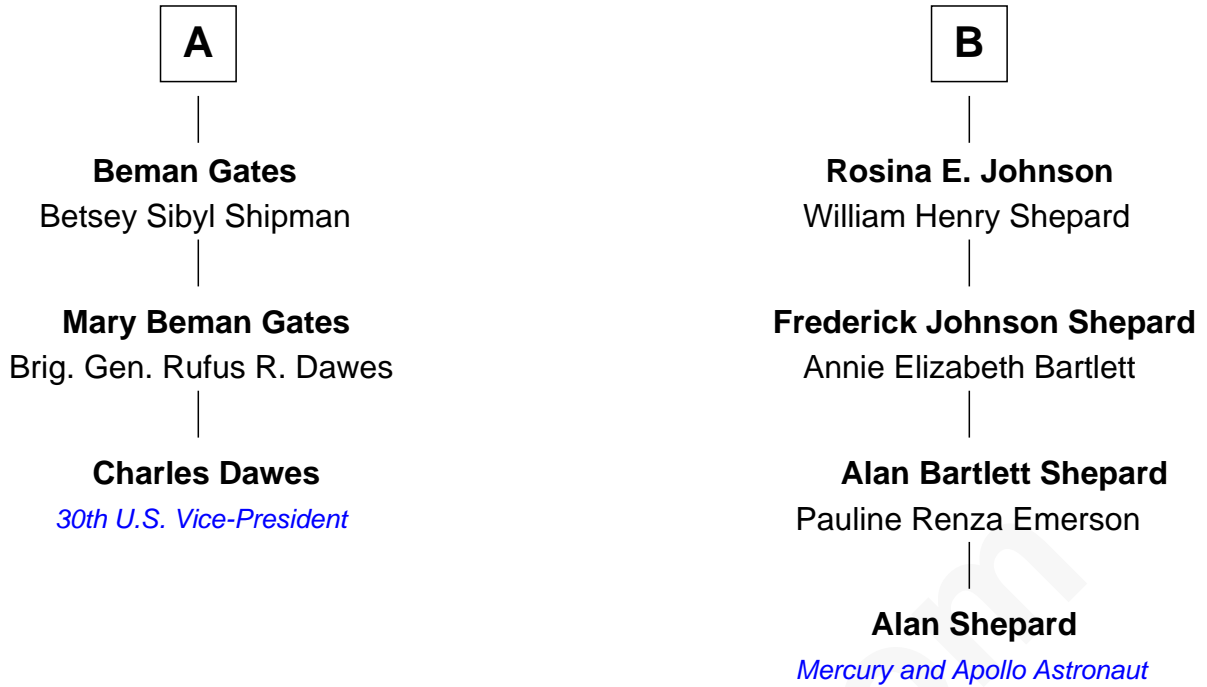 A
Beman Gates
Betsey Sibyl Shipman
Mary Beman Gates
Brig. Gen. Rufus R. Dawes
Charles Dawes
30th U.S. Vice-President
B
Rosina E. Johnson
William Henry Shepard
Frederick Johnson Shepard
Annie Elizabeth Bartlett
Alan Bartlett Shepard
Pauline Renza Emerson
Alan Shepard
Mercury and Apollo Astronaut